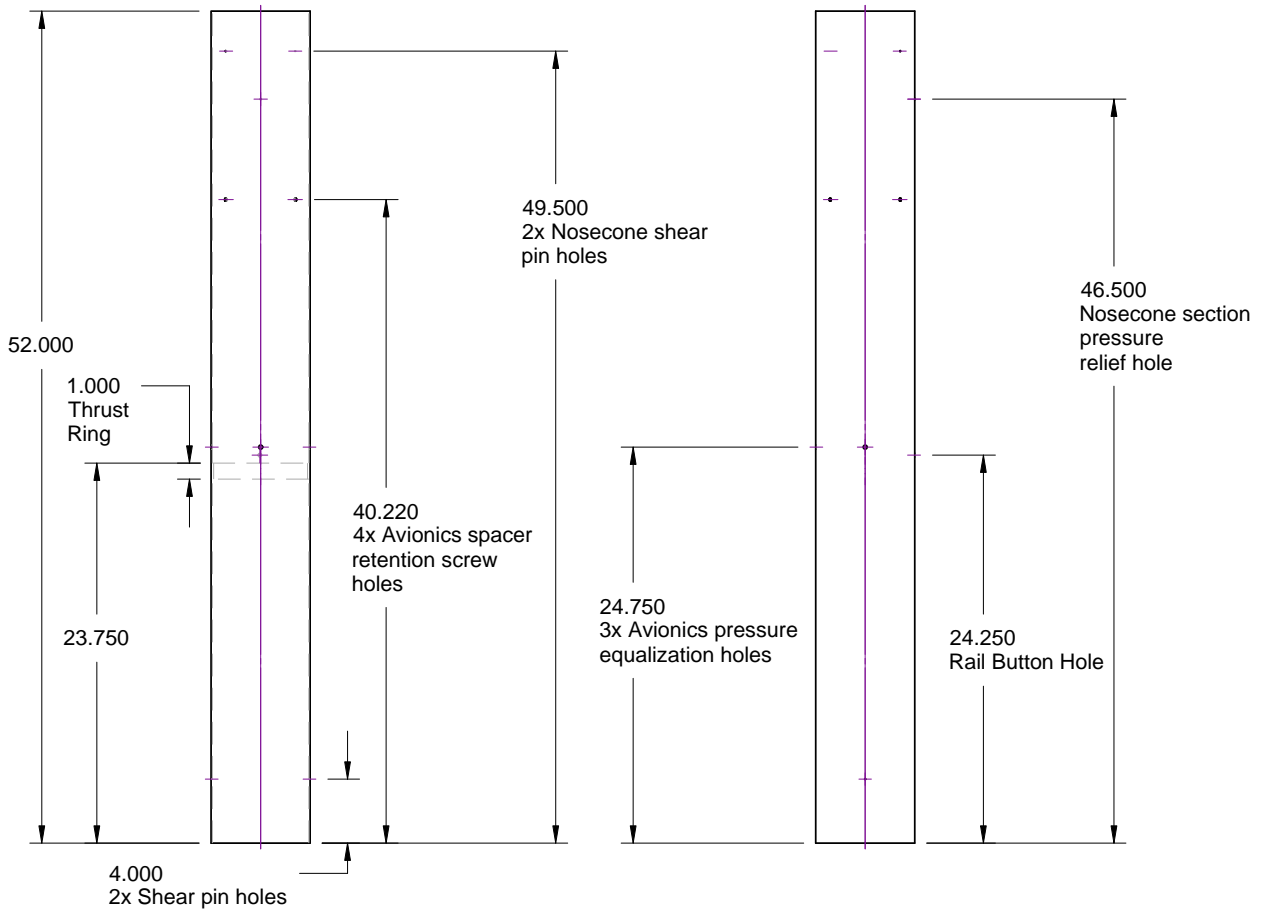 52.000
1.000
Thrust
Ring
23.750
4.000
2x Shear pin holes
40.220
4x Avionics spacer
retention screw
holes
49.500
2x Nosecone shear
pin holes
24.750
3x Avionics pressure
equalization holes
24.250
Rail Button Hole
46.500
Nosecone section
pressure
relief hole